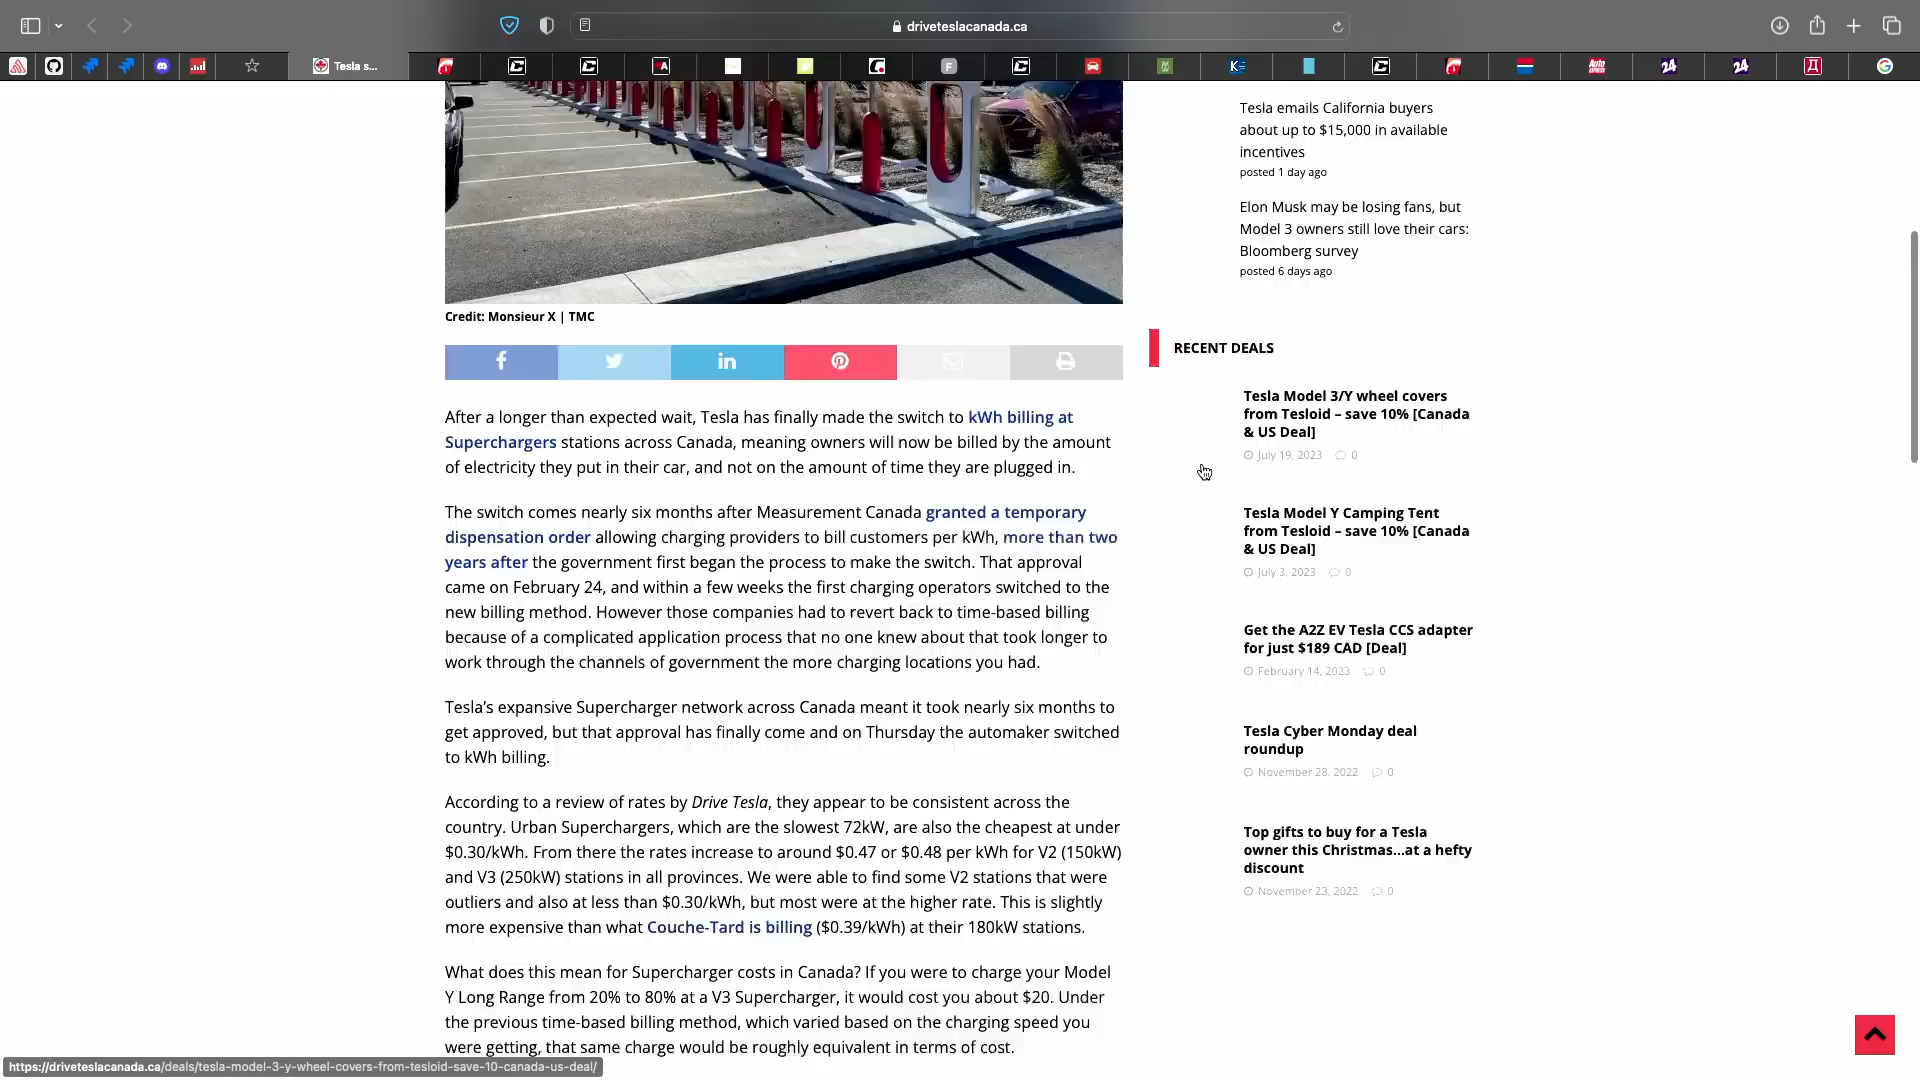 driveteslacanada.ca
Tesla s...
Tesla emails California buyers
about up to $15,000 in available
incentives
posted 1 day ago
Elon Musk may be losing fans, but
Model 3 owners still love their cars:
Bloomberg survey
posted 6 days ago
Credit: Monsieur X | TMC
After a longer than expected wait, Tesla has finally made the switch to kWh billing at
Superchargers stations across Canada, meaning owners will now be billed by the amount
of electricity they put in their car, and not on the amount of time they are plugged in.
The switch comes nearly six months after Measurement Canada granted a temporary
dispensation order allowing charging providers to bill customers per kWh, more than two
years after the government first began the process to make the switch. That approval
came on February 24, and within a few weeks the first charging operators switched to the
new billing method. However those companies had to revert back to time-based billing
because of a complicated application process that no one knew about that took longer to
work through the channels of government the more charging locations you had.
Tesla's expansive Supercharger network across Canada meant it took nearly six months to
get approved, but that approval has finally come and on Thursday the automaker switched
to kWh billing.
According to a review of rates by Drive Tesla, they appear to be consistent across the
country. Urban Superchargers, which are the slowest 72kW, are also the cheapest at under
$0.30/kWh. From there the rates increase to around $0.47 or $0.48 per kWh for V2 (150kW)
and V3 (250kW) stations in all provinces. We were able to find some V2 stations that were
outliers and also at less than $0.30/kWh, but most were at the higher rate. This is slightly
more expensive than what Couche-Tard is billing ($0.39/kWh) at their 180kW stations.
What does this mean for Supercharger costs in Canada? If you were to charge your Model
Y Long Range from 20% to 80% at a V3 Supercharger, it would cost you about $20. Under
the previous time-based billing method, which varied based on the charging speed you
were getting, that same charge would be roughly equivalent in terms of cost.
RECENT DEALS
Tesla Model 3/Y wheel covers
from Tesloid – save 10% [Canada
& US Deal]
July 19, 2023 0
Tesla Model Y Camping Tent
from Tesloid – save 10% [Canada
& US Deal]
July 3, 2023 0
Get the A2Z EV Tesla CCS adapter
for just $189 CAD [Deal]
February 14, 2023 0
Tesla Cyber Monday deal
roundup
November 28, 2022 0
Top gifts to buy for a Tesla
owner this Christmas...at a hefty
discount
November 23, 2022 0
https://driveteslacanada.ca/deals/tesla-model-3-y-wheel-covers-from-tesloid-save-10-canada-us-deal/